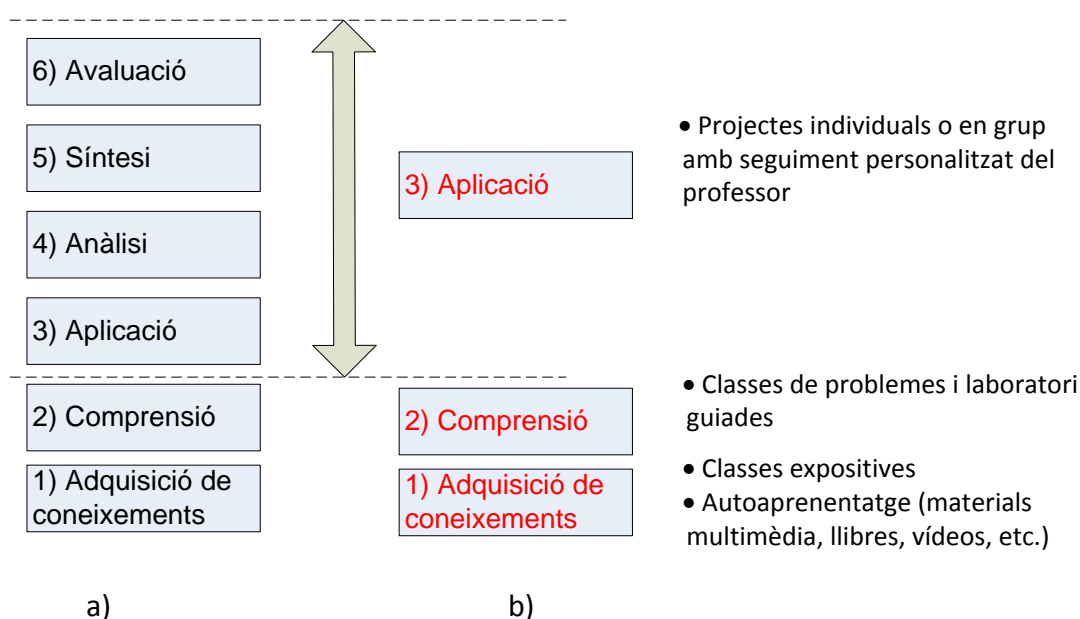 6) Avaluació
5) Síntesi
4) Anàlisi
3) Aplicació
2) Comprensió
1) Adquisició de
coneixements
a)
3) Aplicació
2) Comprensió
1) Adquisició de
coneixements
b)
• Projectes individuals o en grup
amb seguiment personalitzat del
professor
• Classes de problemes i laboratori
guiades
• Classes expositives
• Autoaprenentatge (materials
multimèdia, llibres, vídeos, etc.)